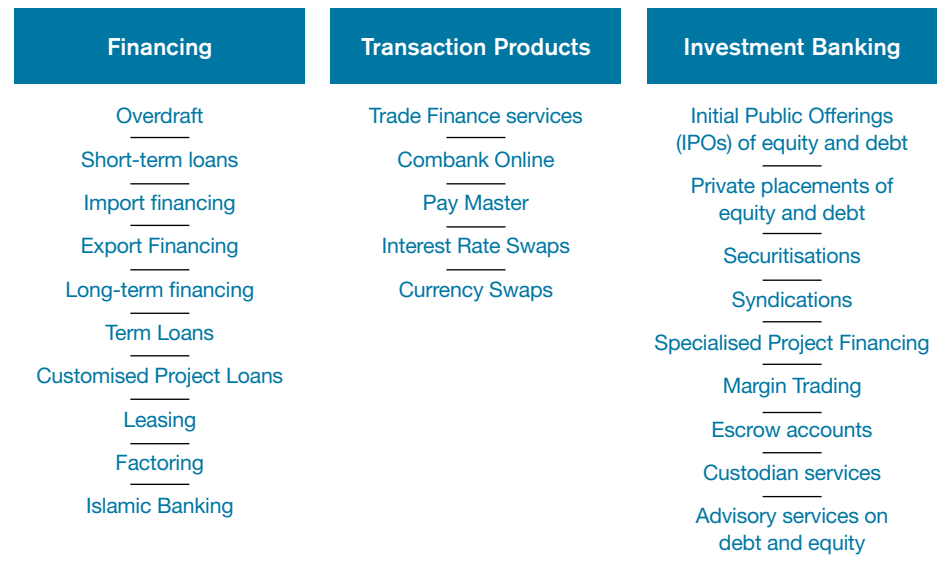 Financing
Overdraft
Short-term loans
Import financing
Export Financing
Long-term financing
Term Loans
Customised Project Loans
Leasing
Factoring
Islamic Banking
Transaction Products
Trade Finance services
Combank Online
Pay Master
Interest Rate Swaps
Currency Swaps
Investment Banking
Initial Public Offerings
(IPOs) of equity and debt
Private placements of
equity and debt
Securitisations
Syndications
Specialised Project Financing
Margin Trading
Escrow accounts
Custodian services
Advisory services on
debt and equity